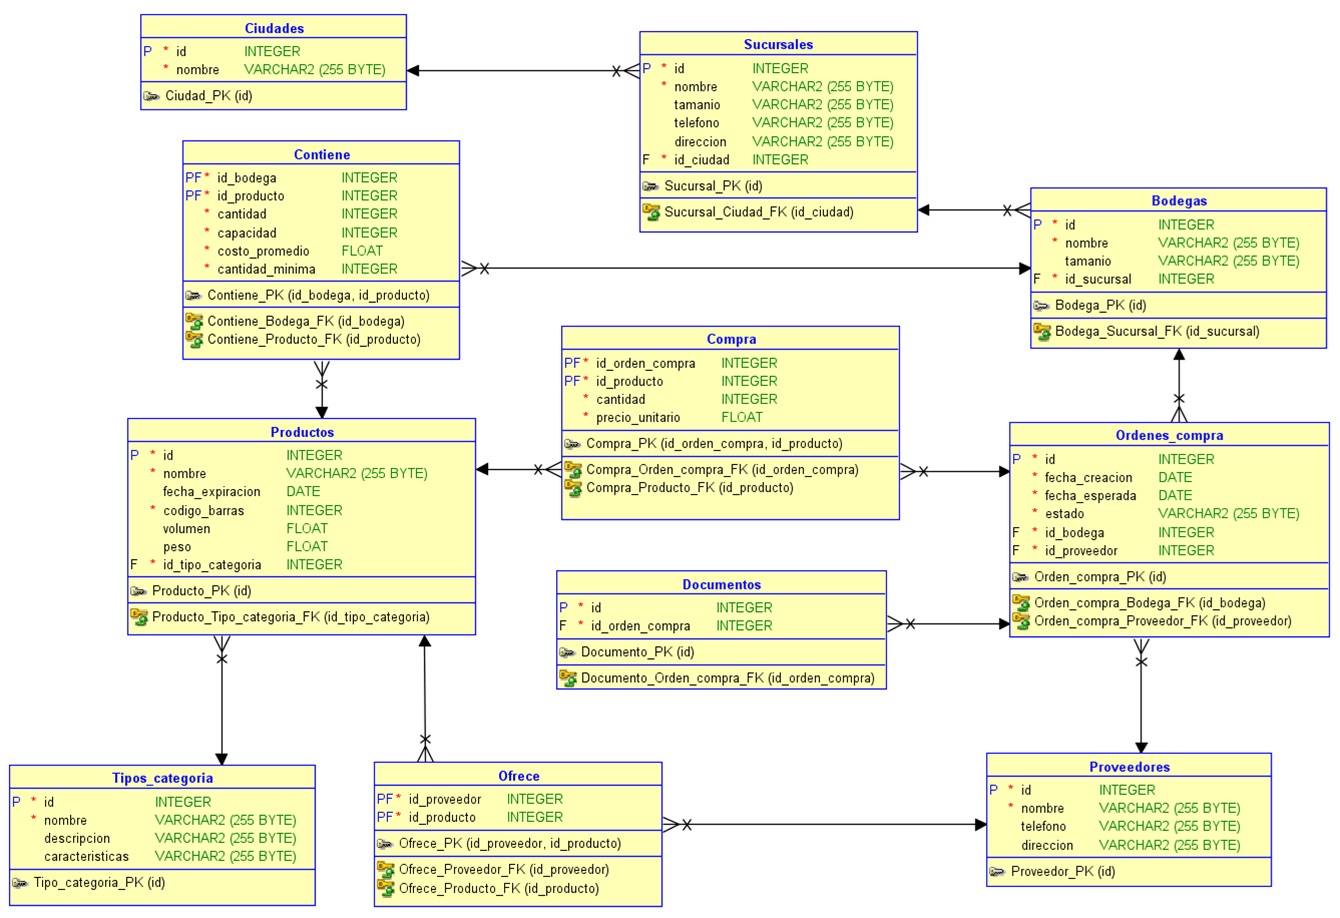 Ciudades
P * id INTEGER
* nombre VARCHAR2 (255 BYTE)
Ciudad_PK (id)
Sucursales
P * id INTEGER
* nombre VARCHAR2 (255 BYTE)
tamanio VARCHAR2 (255 BYTE)
telefono VARCHAR2 (255 BYTE)
direccion VARCHAR2 (255 BYTE)
F * id_ciudad INTEGER
Sucursal_PK (id)
Sucursal_Ciudad_FK (id_ciudad)
Contiene
PF * id_bodega INTEGER
PF * id_producto INTEGER
* cantidad INTEGER
* capacidad INTEGER
* costo_promedio FLOAT
* cantidad_minima INTEGER
Contiene_PK (id_bodega, id_producto)
Contiene_Bodega_FK (id_bodega)
Contiene_Producto_FK (id_producto)
Bodegas
P * id INTEGER
* nombre VARCHAR2 (255 BYTE)
tamanio VARCHAR2 (255 BYTE)
F * id_sucursal INTEGER
Bodega_PK (id)
Bodega_Sucursal_FK (id_sucursal)
Compra
PF * id_orden_compra INTEGER
PF * id_producto INTEGER
* cantidad INTEGER
* precio_unitario FLOAT
Compra_PK (id_orden_compra, id_producto)
Compra_Orden_compra_FK (id_orden_compra)
Compra_Producto_FK (id_producto)
Productos
P * id INTEGER
* nombre VARCHAR2 (255 BYTE)
fecha_expiracion DATE
* codigo_barras INTEGER
volumen FLOAT
peso FLOAT
F * id_tipo_categoria INTEGER
Producto_PK (id)
Producto_Tipo_categoria_FK (id_tipo_categoria)
Ordenes_compra
P * id INTEGER
* fecha_creacion DATE
* fecha_esperada DATE
* estado VARCHAR2 (255 BYTE)
F * id_bodega INTEGER
F * id_proveedor INTEGER
Orden_compra_PK (id)
Orden_compra_Bodega_FK (id_bodega)
Orden_compra_Proveedor_FK (id_proveedor)
Documentos
P * id INTEGER
F * id_orden_compra INTEGER
Documento_PK (id)
Documento_Orden_compra_FK (id_orden_compra)
Tipos_categoria
P * id INTEGER
* nombre VARCHAR2 (255 BYTE)
descripcion VARCHAR2 (255 BYTE)
caracteristicas VARCHAR2 (255 BYTE)
Tipo_categoria_PK (id)
Ofrece
PF * id_proveedor INTEGER
PF * id_producto INTEGER
Ofrece_PK (id_proveedor, id_producto)
Ofrece_Proveedor_FK (id_proveedor)
Ofrece_Producto_FK (id_producto)
Proveedores
P * id INTEGER
* nombre VARCHAR2 (255 BYTE)
telefono VARCHAR2 (255 BYTE)
direccion VARCHAR2 (255 BYTE)
Proveedor_PK (id)